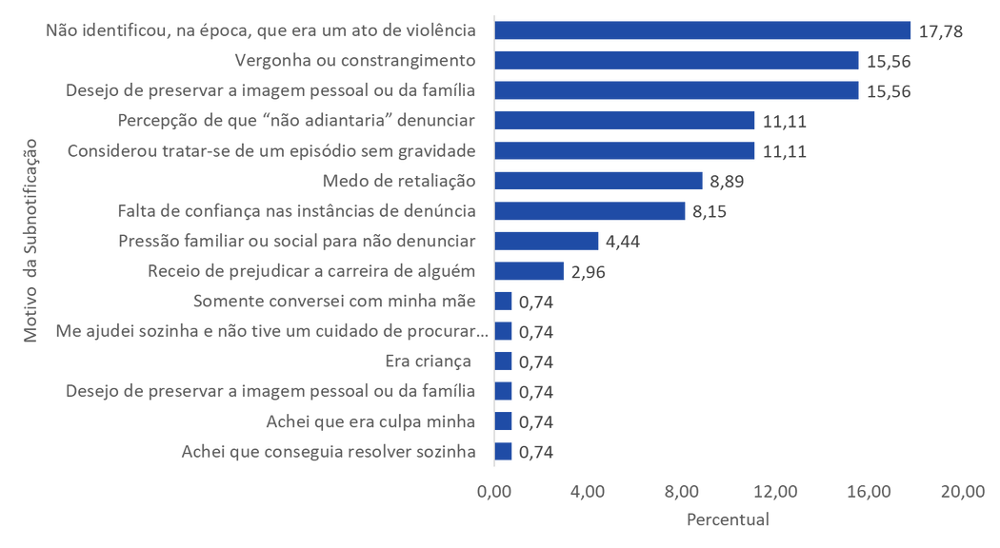 Não identificou, na época, que era um ato de violência 17,78
Vergonha ou constrangimento 15,56
Desejo de preservar a imagem pessoal ou da família 15,56
Percepção de que “não adiantaria” denunciar 11,11
Considerou tratar-se de um episódio sem gravidade 11,11
Medo de retaliação 8,89
Falta de confiança nas instâncias de denúncia 8,15
Pressão familiar ou social para não denunciar 4,44
Receio de prejudicar a carreira de alguém 2,96
Somente conversei com minha mãe 0,74
Me ajudei sozinha e não tive um cuidado de procurar... 0,74
Era criança 0,74
Desejo de preservar a imagem pessoal ou da família 0,74
Achei que era culpa minha 0,74
Achei que conseguia resolver sozinha 0,74
Motivo da Subnotificação
0,00 4,00 8,00 12,00 16,00 20,00
Percentual